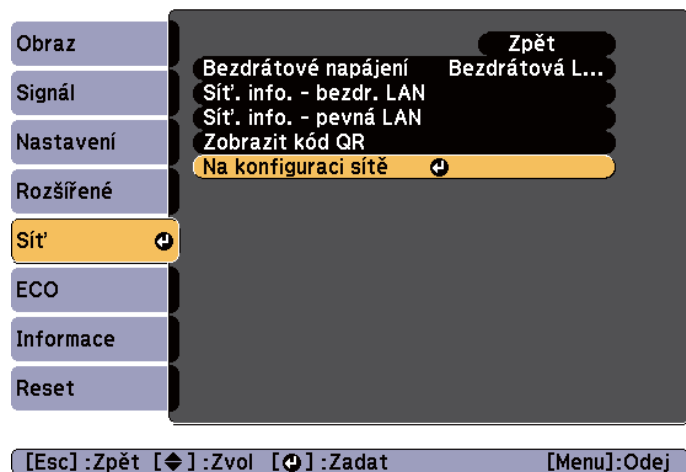 Obraz
Signál
Nastavení
Rozšířené
Síť
ECO
Informace
Reset
Zpět
Bezdrátové napájení Bezdrátová L...
Síť. info. - bezdr. LAN
Síť. info. - pevná LAN
Zobrazit kód QR
Na konfiguraci sítě
[Esc] :Zpět [◆] :Zvol [⏎] :Zadat [Menu]:Odej